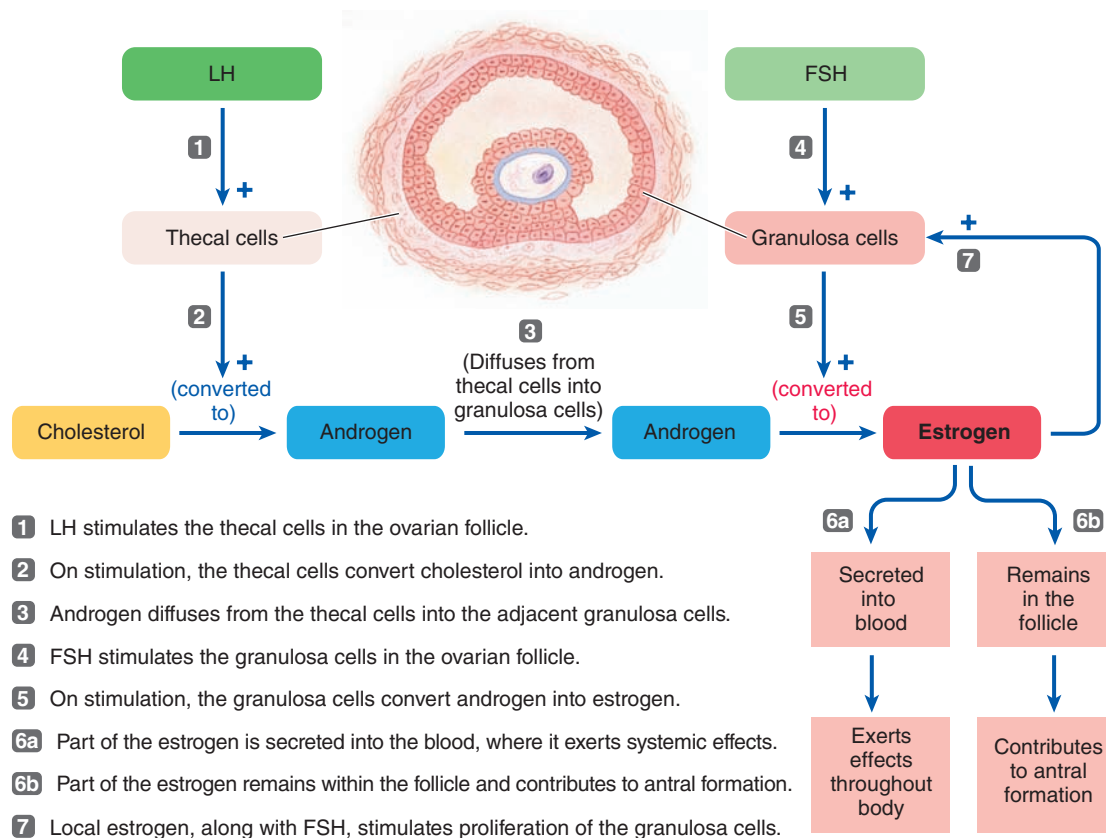 LH
FSH
1
4
+
+
Thecal cells
Granulosa cells
+
7
2
5
3
+
+
(converted
to)
(Diffuses from
thecal cells into
granulosa cells)
(converted
to)
Cholesterol
Androgen
Androgen
Estrogen
6a
6b
Secreted
into
blood
Remains
in the
follicle
Exerts
effects
throughout
body
Contributes
to antral
formation
1 LH stimulates the thecal cells in the ovarian follicle.
2 On stimulation, the thecal cells convert cholesterol into androgen.
3 Androgen diffuses from the thecal cells into the adjacent granulosa cells.
4 FSH stimulates the granulosa cells in the ovarian follicle.
5 On stimulation, the granulosa cells convert androgen into estrogen.
6a Part of the estrogen is secreted into the blood, where it exerts systemic effects.
6b Part of the estrogen remains within the follicle and contributes to antral formation.
7 Local estrogen, along with FSH, stimulates proliferation of the granulosa cells.